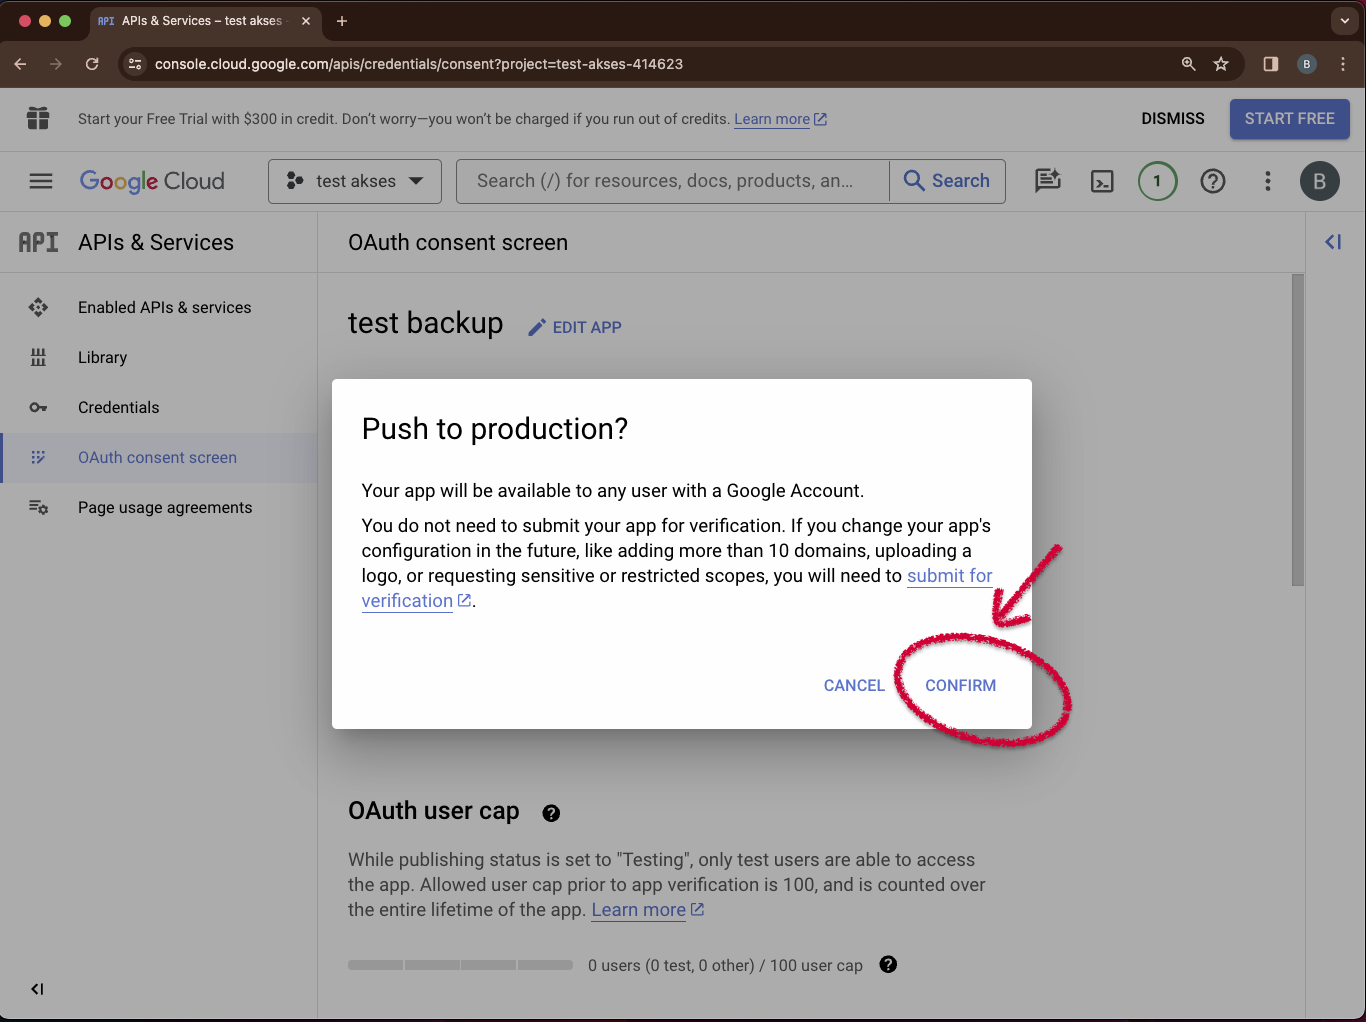 API APIs & Services – test akses
console.cloud.google.com/apis/credentials/consent?project=test-akses-414623
B
Start your Free Trial with $300 in credit. Don't worry—you won't be charged if you run out of credits. Learn more
DISMISS
START FREE
Google Cloud
test akses
Search (/) for resources, docs, products, an...
Search
1
B
API APIs & Services
OAuth consent screen
Enabled APIs & services
Library
Credentials
OAuth consent screen
Page usage agreements
test backup
EDIT APP
Push to production?
Your app will be available to any user with a Google Account.
You do not need to submit your app for verification. If you change your app's
configuration in the future, like adding more than 10 domains, uploading a
logo, or requesting sensitive or restricted scopes, you will need to submit for
verification.
CANCEL
CONFIRM
OAuth user cap
While publishing status is set to "Testing", only test users are able to access
the app. Allowed user cap prior to app verification is 100, and is counted over
the entire lifetime of the app. Learn more
0 users (0 test, 0 other) / 100 user cap